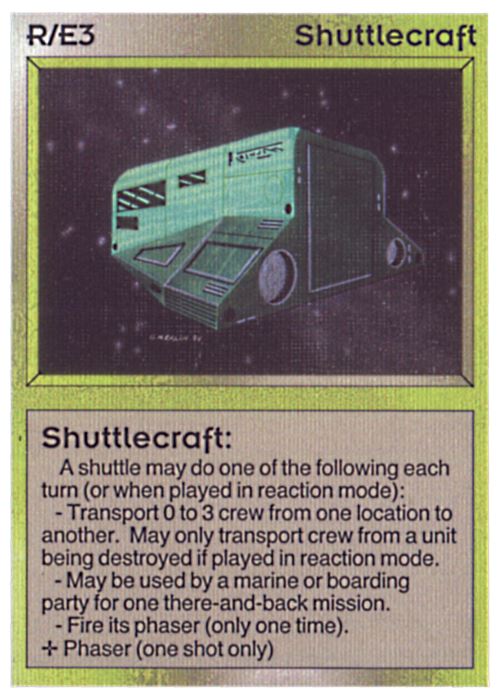 R/E3 Shuttlecraft
Shuttlecraft:
A shuttle may do one of the following each
turn (or when played in reaction mode):
- Transport 0 to 3 crew from one location to
another. May only transport crew from a unit
being destroyed if played in reaction mode.
- May be used by a marine or boarding
party for one there-and-back mission.
- Fire its phaser (only one time).
✢ Phaser (one shot only)